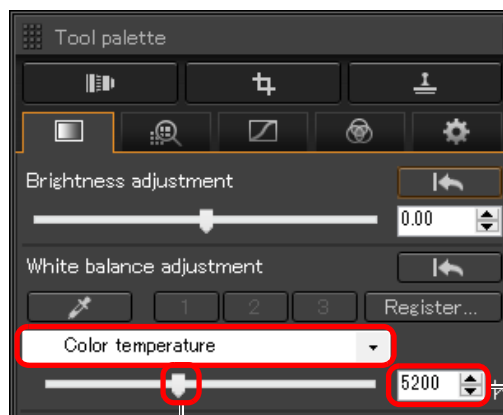 Tool palette
Brightness adjustment
0.00
White balance adjustment
1 2 3 Register...
Color temperature
5200